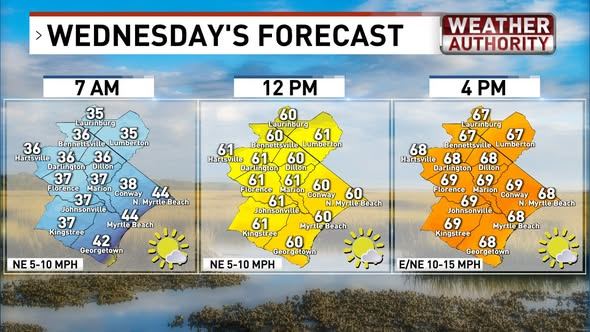 WEDNESDAY'S FORECAST
WEATHER
AUTHORITY
7 AM
35
Laurinburg
36
Bennettsville
35
Lumberton
36
Hartsville
36
Darlington
36
Dillon
37
Florence
37
Marion
38
Conway
44
N. Myrtle Beach
37
Johnsonville
44
Myrtle Beach
37
Kingstree
42
Georgetown
NE 5-10 MPH
12 PM
60
Laurinburg
60
Bennettsville
61
Lumberton
61
Hartsville
61
Darlington
60
Dillon
61
Florence
61
Marion
60
Conway
60
N. Myrtle Beach
61
Johnsonville
60
Myrtle Beach
61
Kingstree
60
Georgetown
NE 5-10 MPH
4 PM
67
Laurinburg
67
Bennettsville
67
Lumberton
68
Hartsville
68
Darlington
68
Dillon
69
Florence
69
Marion
69
Conway
68
N. Myrtle Beach
69
Johnsonville
68
Myrtle Beach
69
Kingstree
68
Georgetown
E/NE 10-15 MPH